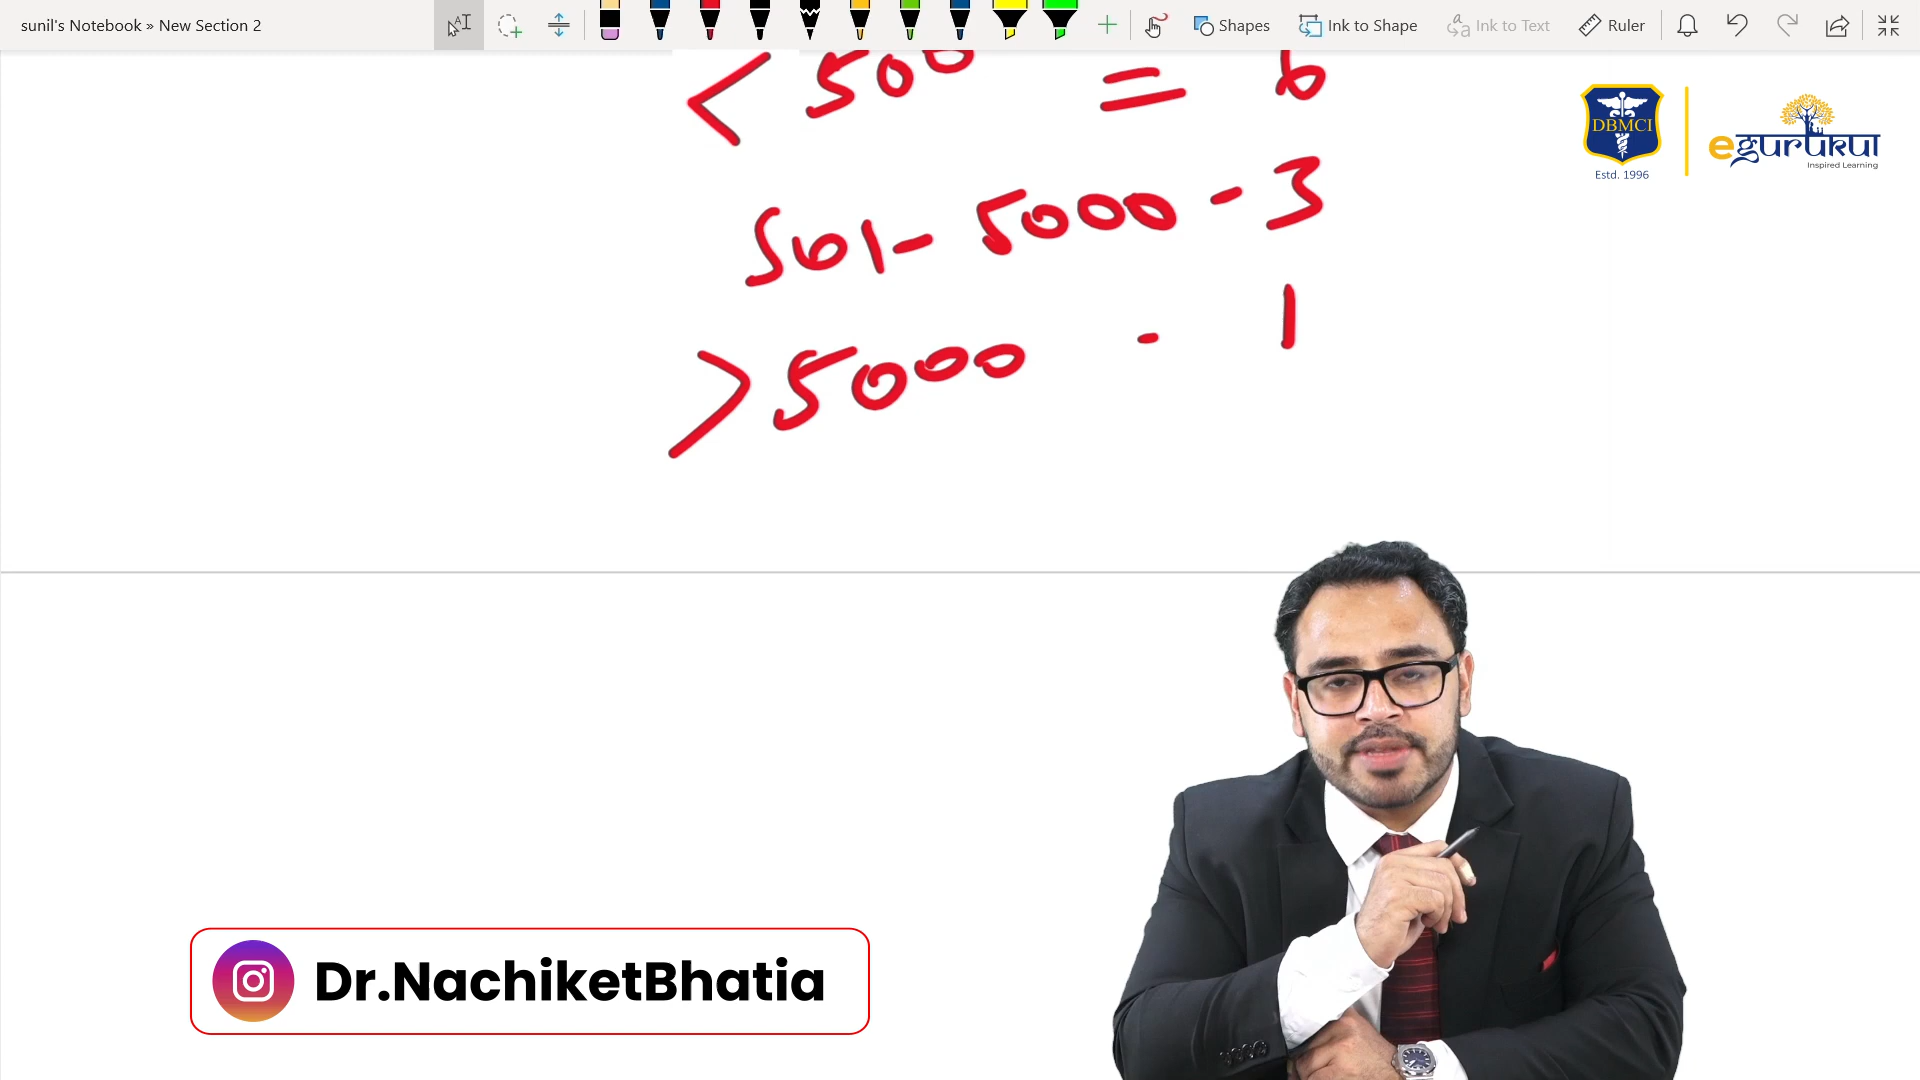 sunil's Notebook » New Section 2
Shapes
Ink to Shape
Ink to Text
Ruler
< 500 = 6
501 - 5000 - 3
> 5000 - 1
DBMCI
Estd. 1996
egurukul
Inspired Learning
Dr.NachiketBhatia